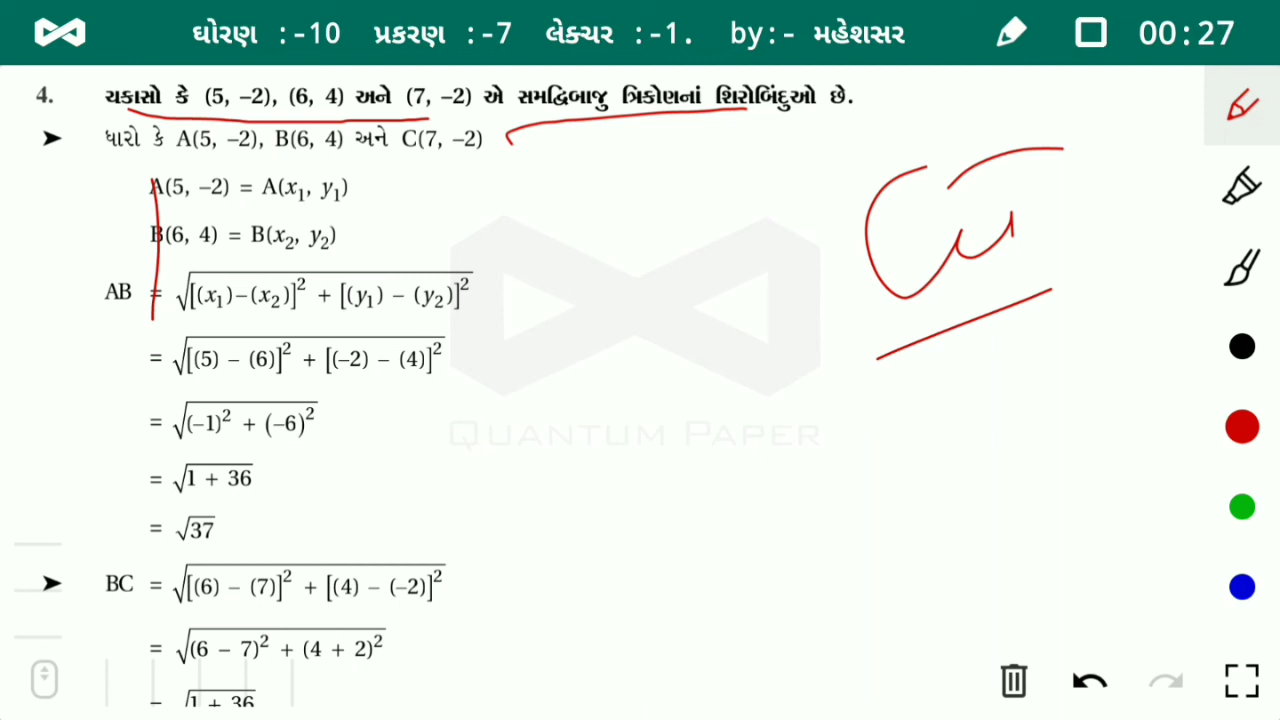 ધોરણ :-10 પ્રકરણ :-7 લેક્ચર :-1. by:- મહેશસર 00:27
4. ચકાસો કે (5, –2), (6, 4) અને (7, –2) એ સમદ્વિબાજુ ત્રિકોણનાં શિરોબિંદુઓ છે.
➤ ધારો કે A(5, –2), B(6, 4) અને C(7, –2)
A(5, –2) = A(x₁, y₁)
B(6, 4) = B(x₂, y₂)
AB = √[(x₁)–(x₂)]² + [(y₁) – (y₂)]²
= √[(5) – (6)]² + [(–2) – (4)]²
= √(–1)² + (–6)²
QUANTUM PAPER
= √1 + 36
= √37
➤ BC = √[(6) – (7)]² + [(4) – (–2)]²
= √(6 – 7)² + (4 + 2)²
= √1 + 36